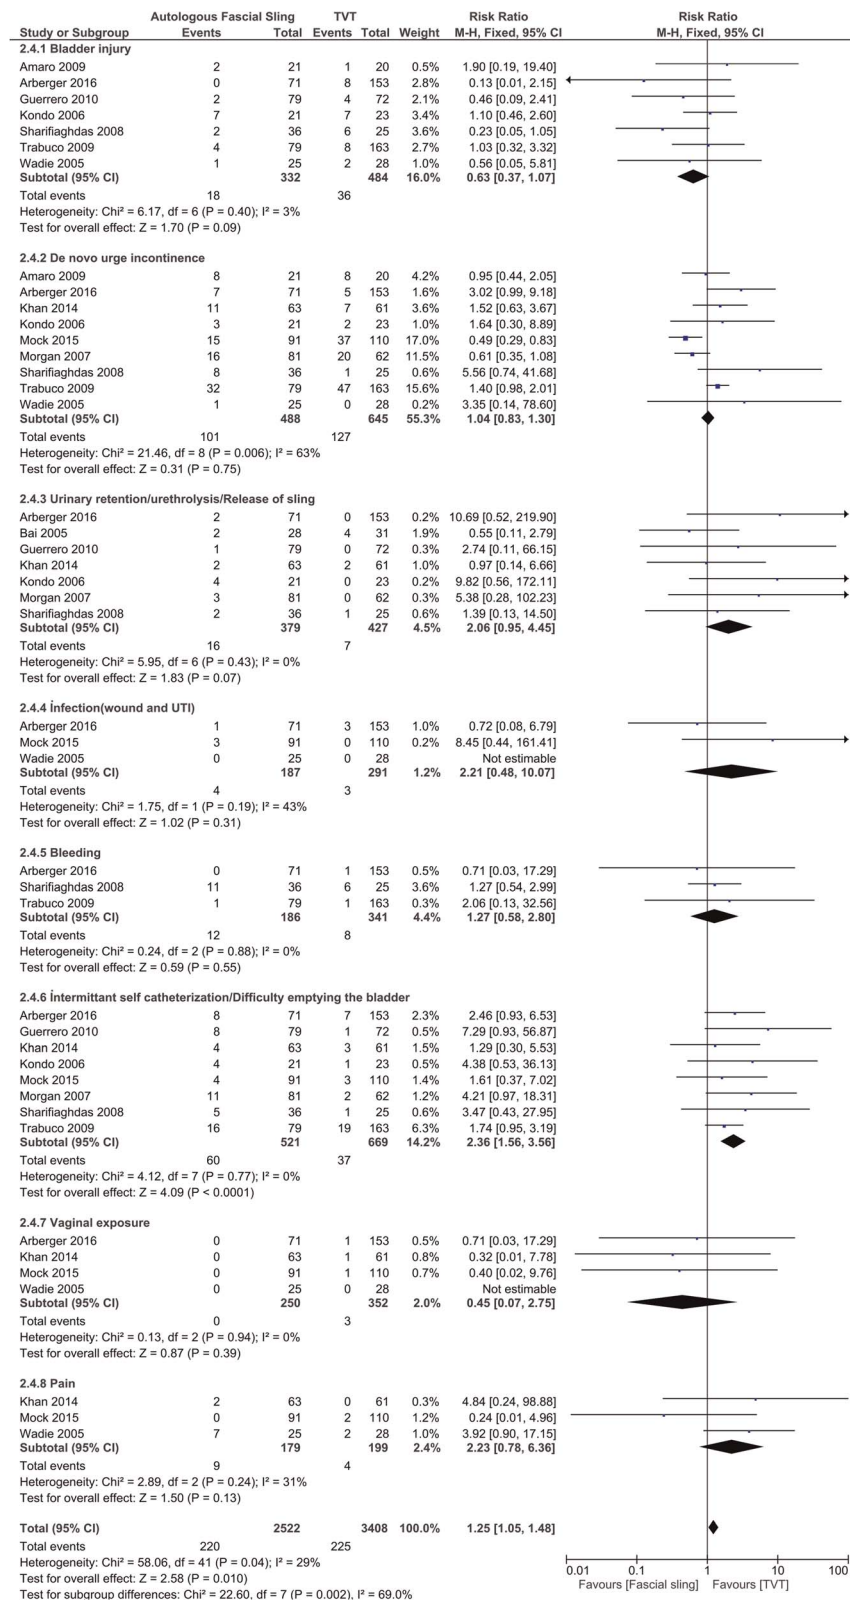 Autologous Fascial Sling TVT Risk Ratio Risk Ratio
Study or Subgroup Events Total Events Total Weight M-H, Fixed, 95% CI M-H, Fixed, 95% CI
2.4.1 Bladder injury
Amaro 2009 2 21 1 20 0.5% 1.90 [0.19, 19.40]
Arberger 2016 0 71 8 153 2.8% 0.13 [0.01, 2.15]
Guerrero 2010 2 79 4 72 2.1% 0.46 [0.09, 2.41]
Kondo 2006 7 21 7 23 3.4% 1.10 [0.46, 2.60]
Sharifiaghdas 2008 2 36 6 25 3.6% 0.23 [0.05, 1.05]
Trabuco 2009 4 79 8 163 2.7% 1.03 [0.32, 3.32]
Wadie 2005 1 25 2 28 1.0% 0.56 [0.05, 5.81]
Subtotal (95% CI) 332 484 16.0% 0.63 [0.37, 1.07]
Total events 18 36
Heterogeneity: Chi² = 6.17, df = 6 (P = 0.40); I² = 3%
Test for overall effect: Z = 1.70 (P = 0.09)
2.4.2 De novo urge incontinence
Amaro 2009 8 21 8 20 4.2% 0.95 [0.44, 2.05]
Arberger 2016 7 71 5 153 1.6% 3.02 [0.99, 9.18]
Khan 2014 11 63 7 61 3.6% 1.52 [0.63, 3.67]
Kondo 2006 3 21 2 23 1.0% 1.64 [0.30, 8.89]
Mock 2015 15 91 37 110 17.0% 0.49 [0.29, 0.83]
Morgan 2007 16 81 20 62 11.5% 0.61 [0.35, 1.08]
Sharifiaghdas 2008 8 36 1 25 0.6% 5.56 [0.74, 41.68]
Trabuco 2009 32 79 47 163 15.6% 1.40 [0.98, 2.01]
Wadie 2005 1 25 0 28 0.2% 3.35 [0.14, 78.60]
Subtotal (95% CI) 488 645 55.3% 1.04 [0.83, 1.30]
Total events 101 127
Heterogeneity: Chi² = 21.46, df = 8 (P = 0.006); I² = 63%
Test for overall effect: Z = 0.31 (P = 0.75)
2.4.3 Urinary retention/urethrolysis/Release of sling
Arberger 2016 2 71 0 153 0.2% 10.69 [0.52, 219.90]
Bai 2005 2 28 4 31 1.9% 0.55 [0.11, 2.79]
Guerrero 2010 1 79 0 72 0.3% 2.74 [0.11, 66.15]
Khan 2014 2 63 2 61 1.0% 0.97 [0.14, 6.66]
Kondo 2006 4 21 0 23 0.2% 9.82 [0.56, 172.11]
Morgan 2007 3 81 0 62 0.3% 5.38 [0.28, 102.23]
Sharifiaghdas 2008 2 36 1 25 0.6% 1.39 [0.13, 14.50]
Subtotal (95% CI) 379 427 4.5% 2.06 [0.95, 4.45]
Total events 16 7
Heterogeneity: Chi² = 5.95, df = 6 (P = 0.43); I² = 0%
Test for overall effect: Z = 1.83 (P = 0.07)
2.4.4 İnfection(wound and UTI)
Arberger 2016 1 71 3 153 1.0% 0.72 [0.08, 6.79]
Mock 2015 3 91 0 110 0.2% 8.45 [0.44, 161.41]
Wadie 2005 0 25 0 28 Not estimable
Subtotal (95% CI) 187 291 1.2% 2.21 [0.48, 10.07]
Total events 4 3
Heterogeneity: Chi² = 1.75, df = 1 (P = 0.19); I² = 43%
Test for overall effect: Z = 1.02 (P = 0.31)
2.4.5 Bleeding
Arberger 2016 0 71 1 153 0.5% 0.71 [0.03, 17.29]
Sharifiaghdas 2008 11 36 6 25 3.6% 1.27 [0.54, 2.99]
Trabuco 2009 1 79 1 163 0.3% 2.06 [0.13, 32.56]
Subtotal (95% CI) 186 341 4.4% 1.27 [0.58, 2.80]
Total events 12 8
Heterogeneity: Chi² = 0.24, df = 2 (P = 0.88); I² = 0%
Test for overall effect: Z = 0.59 (P = 0.55)
2.4.6 İntermittant self catheterization/Difficulty emptying the bladder
Arberger 2016 8 71 7 153 2.3% 2.46 [0.93, 6.53]
Guerrero 2010 8 79 1 72 0.5% 7.29 [0.93, 56.87]
Khan 2014 4 63 3 61 1.5% 1.29 [0.30, 5.53]
Kondo 2006 4 21 1 23 0.5% 4.38 [0.53, 36.13]
Mock 2015 4 91 3 110 1.4% 1.61 [0.37, 7.02]
Morgan 2007 11 81 2 62 1.2% 4.21 [0.97, 18.31]
Sharifiaghdas 2008 5 36 1 25 0.6% 3.47 [0.43, 27.95]
Trabuco 2009 16 79 19 163 6.3% 1.74 [0.95, 3.19]
Subtotal (95% CI) 521 669 14.2% 2.36 [1.56, 3.56]
Total events 60 37
Heterogeneity: Chi² = 4.12, df = 7 (P = 0.77); I² = 0%
Test for overall effect: Z = 4.09 (P < 0.0001)
2.4.7 Vaginal exposure
Arberger 2016 0 71 1 153 0.5% 0.71 [0.03, 17.29]
Khan 2014 0 63 1 61 0.8% 0.32 [0.01, 7.78]
Mock 2015 0 91 1 110 0.7% 0.40 [0.02, 9.76]
Wadie 2005 0 25 0 28 Not estimable
Subtotal (95% CI) 250 352 2.0% 0.45 [0.07, 2.75]
Total events 0 3
Heterogeneity: Chi² = 0.13, df = 2 (P = 0.94); I² = 0%
Test for overall effect: Z = 0.87 (P = 0.39)
2.4.8 Pain
Khan 2014 2 63 0 61 0.3% 4.84 [0.24, 98.88]
Mock 2015 0 91 2 110 1.2% 0.24 [0.01, 4.96]
Wadie 2005 7 25 2 28 1.0% 3.92 [0.90, 17.15]
Subtotal (95% CI) 179 199 2.4% 2.23 [0.78, 6.36]
Total events 9 4
Heterogeneity: Chi² = 2.89, df = 2 (P = 0.24); I² = 31%
Test for overall effect: Z = 1.50 (P = 0.13)
Total (95% CI) 2522 3408 100.0% 1.25 [1.05, 1.48]
Total events 220 225
Heterogeneity: Chi² = 58.06, df = 41 (P = 0.04); I² = 29%
Test for overall effect: Z = 2.58 (P = 0.010)
Test for subgroup differences: Chi² = 22.60, df = 7 (P = 0.002), I² = 69.0%
0.01 0.1 1 10 100
Favours [Fascial sling] Favours [TVT]